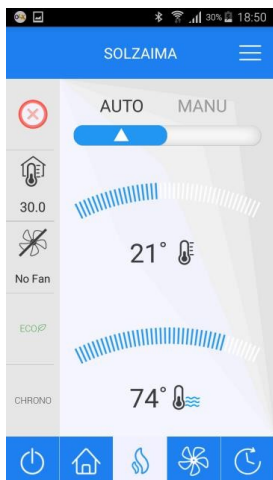 30% 18:50
SOLZAIMA
AUTO MANU
30.0
21°
No Fan
ECO
CHRONO
74°